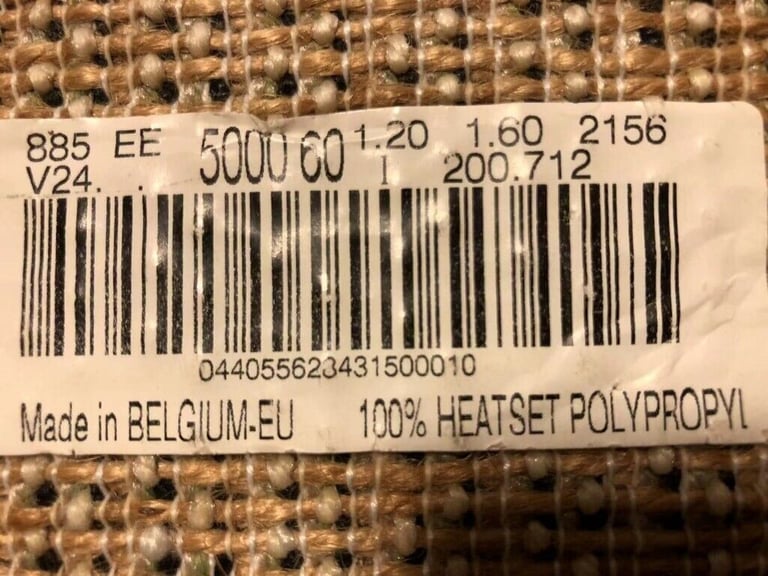 885 EE 5000 60 1.20 1.60 2156
V24. . I 200.712
044055623431500010
Made in BELGIUM-EU 100% HEATSET POLYPROPYL